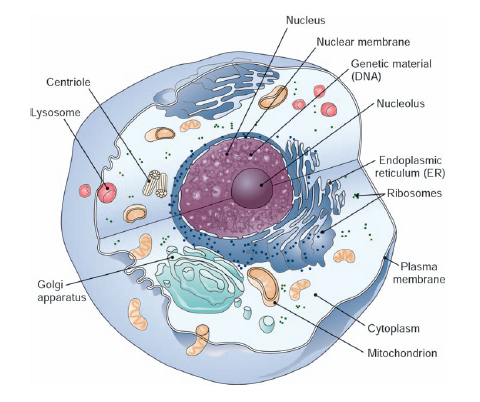 Nucleus
Nuclear membrane
Genetic material
(DNA)
Centriole
Nucleolus
Lysosome
Endoplasmic
reticulum (ER)
Ribosomes
Plasma
membrane
Golgi
apparatus
Cytoplasm
Mitochondrion